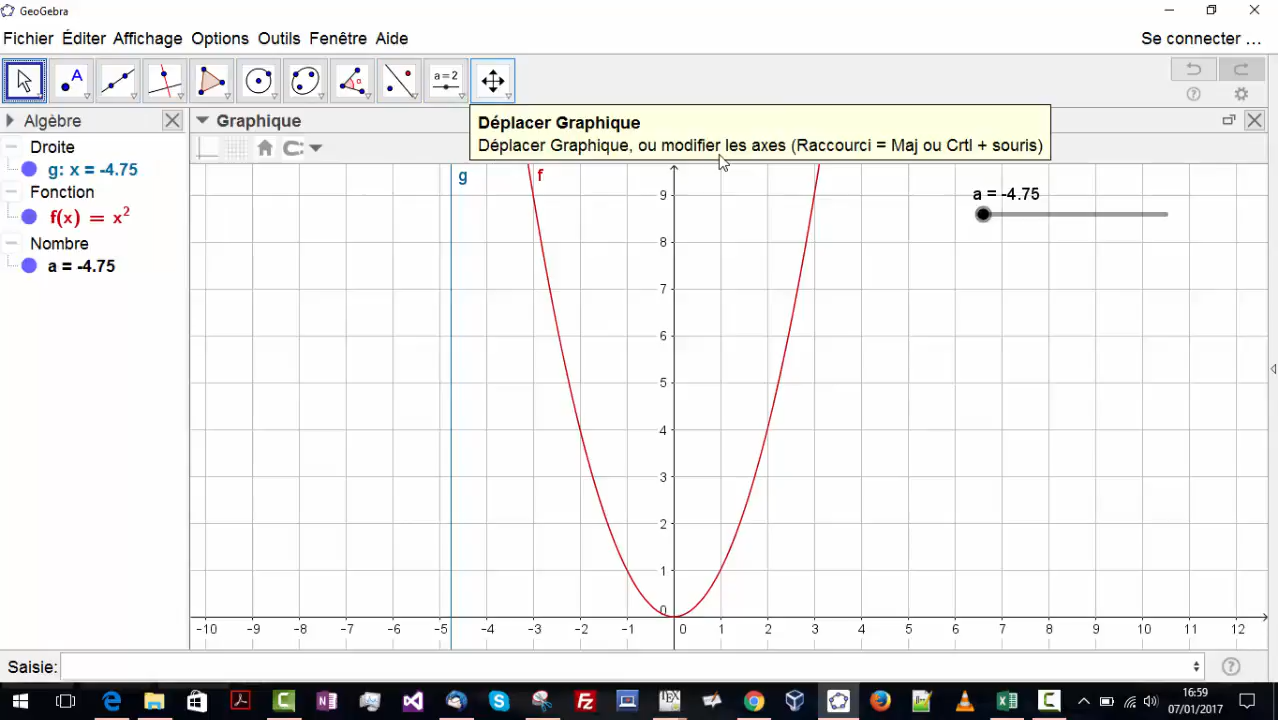 GeoGebra
Fichier Éditer Affichage Options Outils Fenêtre Aide
Se connecter ...
A
α
a=2
Algèbre
Graphique
Déplacer Graphique
Déplacer Graphique, ou modifier les axes (Raccourci = Maj ou Crtl + souris)
Droite
g: x = -4.75
Fonction
f(x) = x²
Nombre
a = -4.75
g
f
a = -4.75
9
8
7
6
5
4
3
2
1
0
-10 -9 -8 -7 -6 -5 -4 -3 -2 -1 0 1 2 3 4 5 6 7 8 9 10 11 12
Saisie:
16:59
07/01/2017